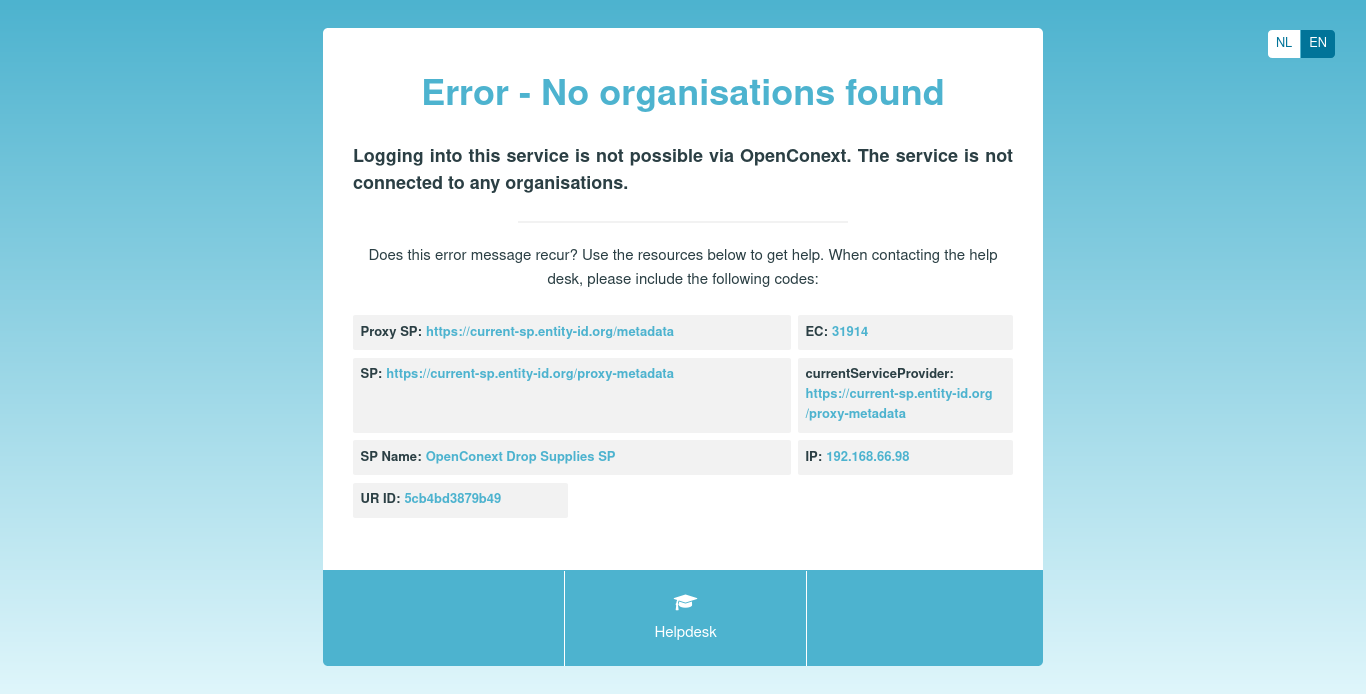 NL EN
Error - No organisations found
Logging into this service is not possible via OpenConext. The service is not
connected to any organisations.
Does this error message recur? Use the resources below to get help. When contacting the help
desk, please include the following codes:
Proxy SP: https://current-sp.entity-id.org/metadata
EC: 31914
SP: https://current-sp.entity-id.org/proxy-metadata
currentServiceProvider:
https://current-sp.entity-id.org
/proxy-metadata
SP Name: OpenConext Drop Supplies SP
IP: 192.168.66.98
UR ID: 5cb4bd3879b49
Helpdesk